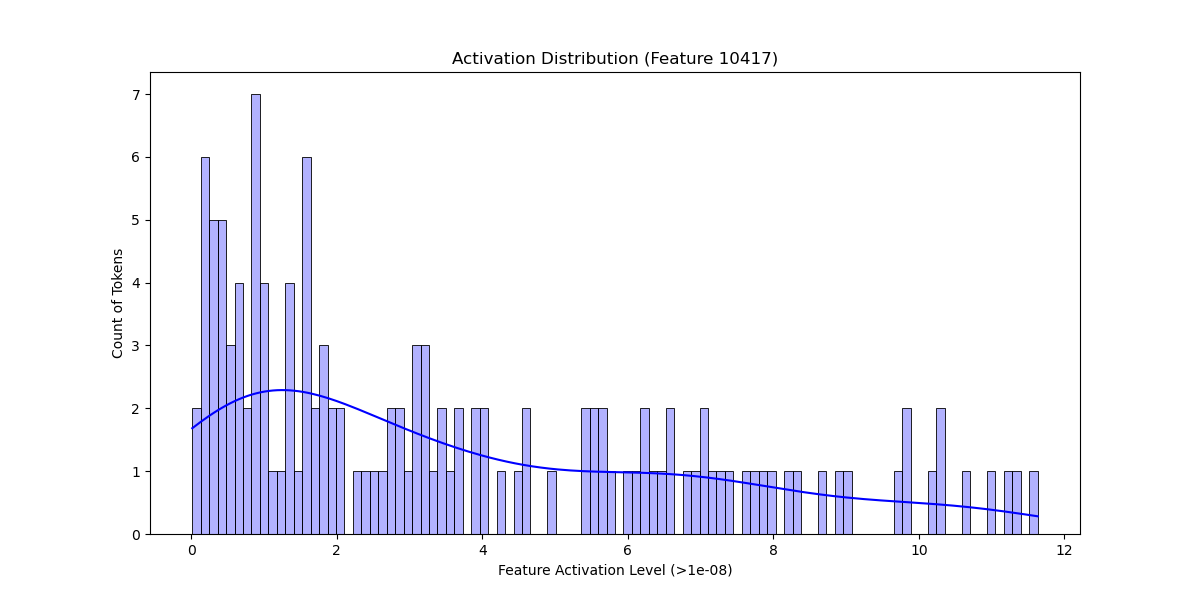 Activation Distribution (Feature 10417)
7
6
5
4
3
2
1
0
Count of Tokens
0 2 4 6 8 10 12
Feature Activation Level (>1e-08)